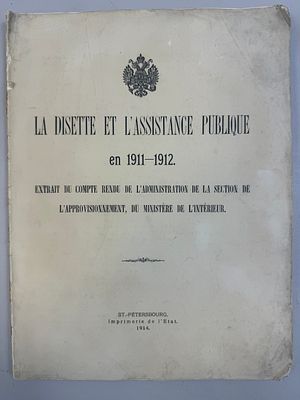 LA DISETTE ET L'ASSISTANCE PUBLIQUE
en 1911—1912.
EXTRAIT DU COMPTE RENDU DE L'ADMINISTRATION DE LA SECTION DE
L'APPROVISIONNEMENT, DU MINISTÈRE DE L'INTÉRIEUR.
ST.-PÉTERSBOURG.
Imprimerie de l'Etat.
1914.